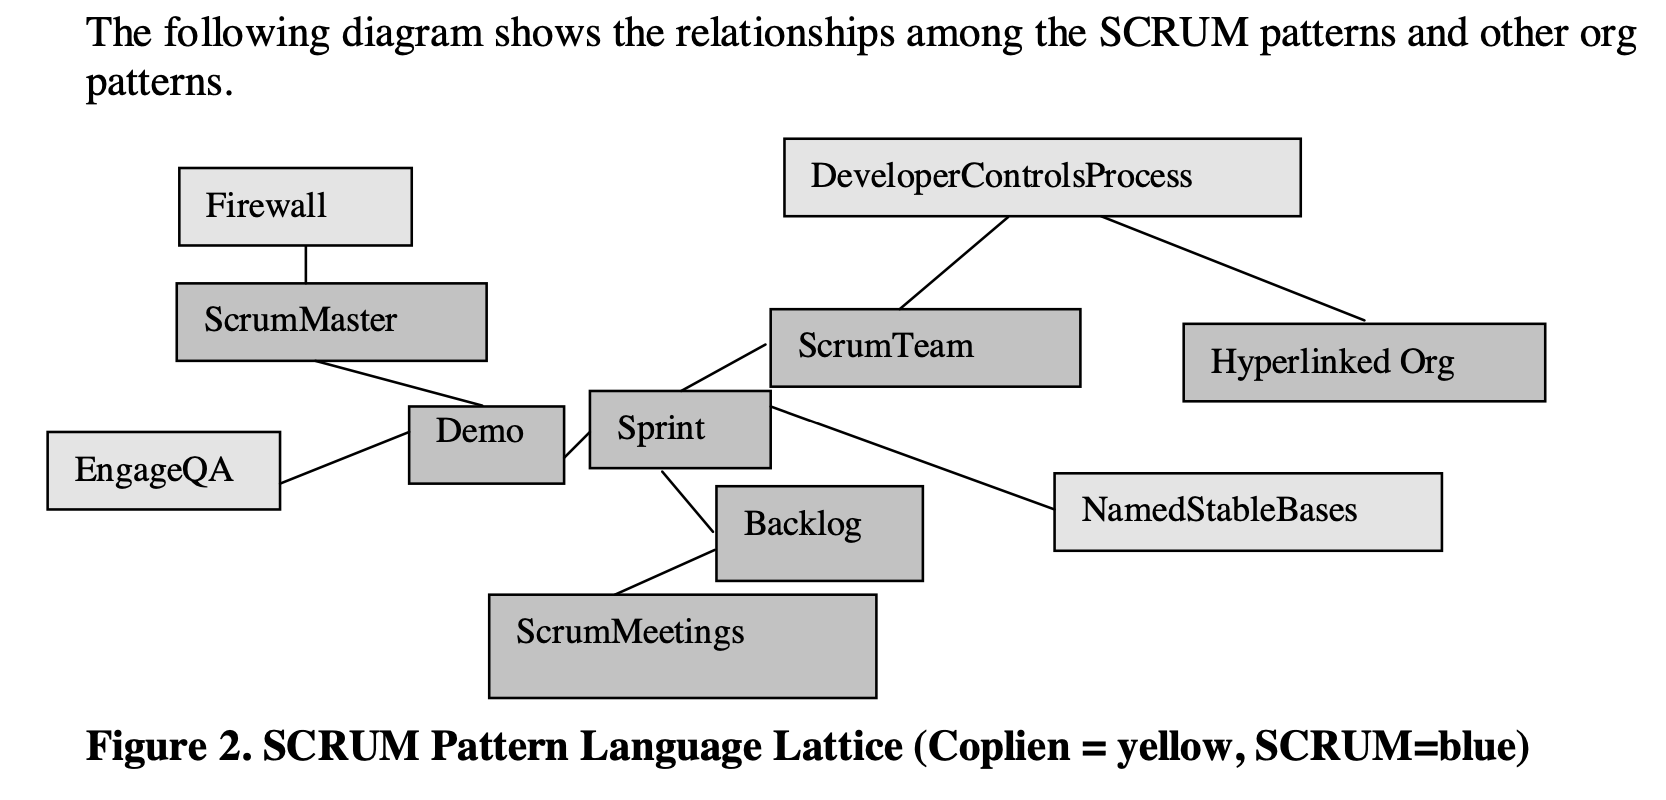 The following diagram shows the relationships among the SCRUM patterns and other org
patterns.
DeveloperControlsProcess
Firewall
ScrumMaster
ScrumTeam
Hyperlinked Org
Demo
Sprint
EngageQA
NamedStableBases
Backlog
ScrumMeetings
Figure 2. SCRUM Pattern Language Lattice (Coplien = yellow, SCRUM=blue)